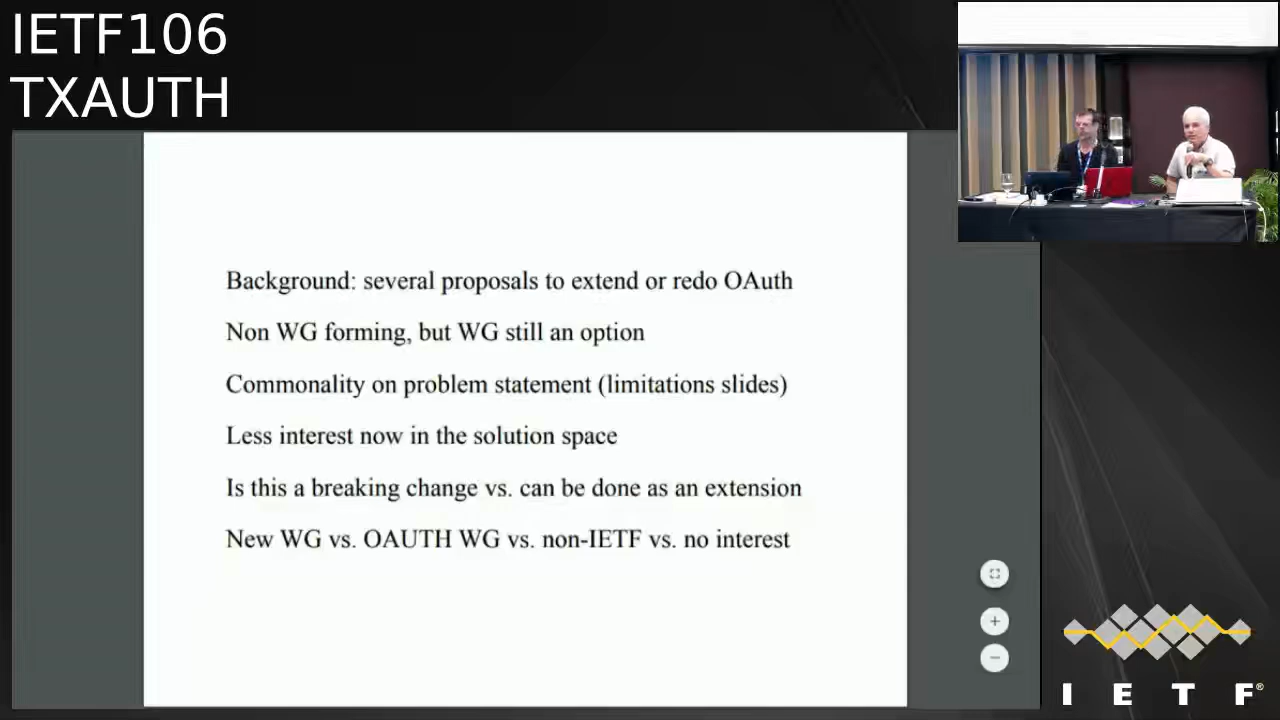 IETF106
TXAUTH
Background: several proposals to extend or redo OAuth
Non WG forming, but WG still an option
Commonality on problem statement (limitations slides)
Less interest now in the solution space
Is this a breaking change vs. can be done as an extension
New WG vs. OAUTH WG vs. non-IETF vs. no interest
I E T F®